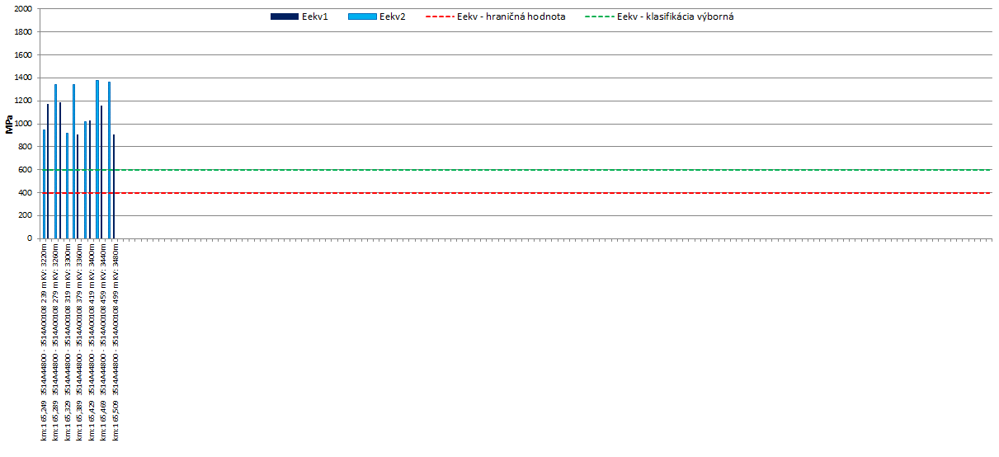 Eekv1
Eekv2
Eekv - hraničná hodnota
Eekv - klasifikácia výborná
MPa
2000
1800
1600
1400
1200
1000
800
600
400
200
0
km:1 65,249 3514A44800 - 3514A00108 239 m KV: 3220m
km:1 65,289 3514A44800 - 3514A00108 279 m KV: 3260m
km:1 65,329 3514A44800 - 3514A00108 319 m KV: 3300m
km:1 65,389 3514A44800 - 3514A00108 379 m KV: 3360m
km:1 65,429 3514A44800 - 3514A00108 419 m KV: 3400m
km:1 65,469 3514A44800 - 3514A00108 459 m KV: 3440m
km:1 65,509 3514A44800 - 3514A00108 499 m KV: 3480m